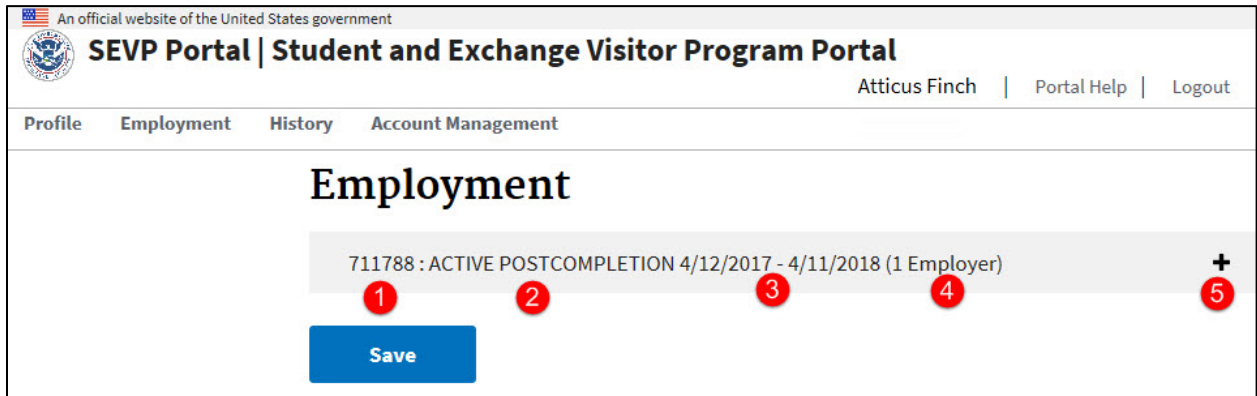 An official website of the United States government
SEVP Portal | Student and Exchange Visitor Program Portal
Atticus Finch | Portal Help | Logout
Profile Employment History Account Management
Employment
711788 : ACTIVE POSTCOMPLETION 4/12/2017 - 4/11/2018 (1 Employer) +
1 2 3 4 5
Save